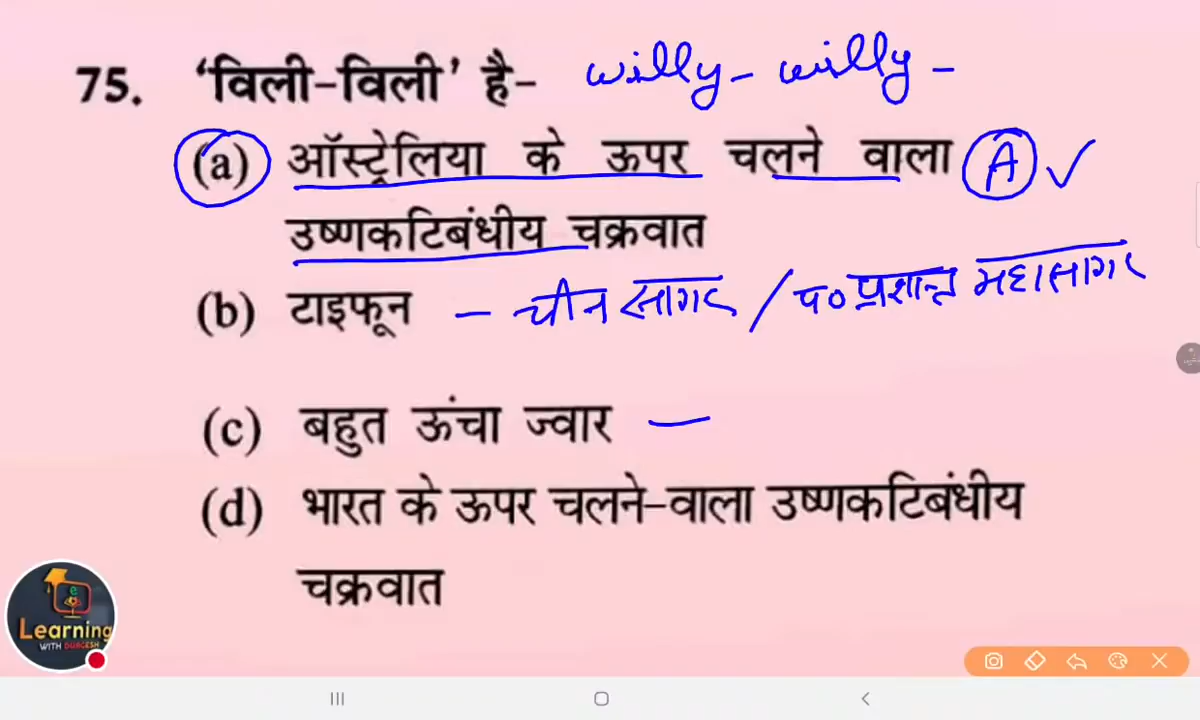 75. ‘विली-विली’ है- willy - willy -
(a) ऑस्ट्रेलिया के ऊपर चलने वाला A ✓
उष्णकटिबंधीय चक्रवात
(b) टाइफून - चीन सागर / प० प्रशान्त महासागर
(c) बहुत ऊंचा ज्वार —
(d) भारत के ऊपर चलने-वाला उष्णकटिबंधीय
चक्रवात
e
Learning
WITH DURGESH